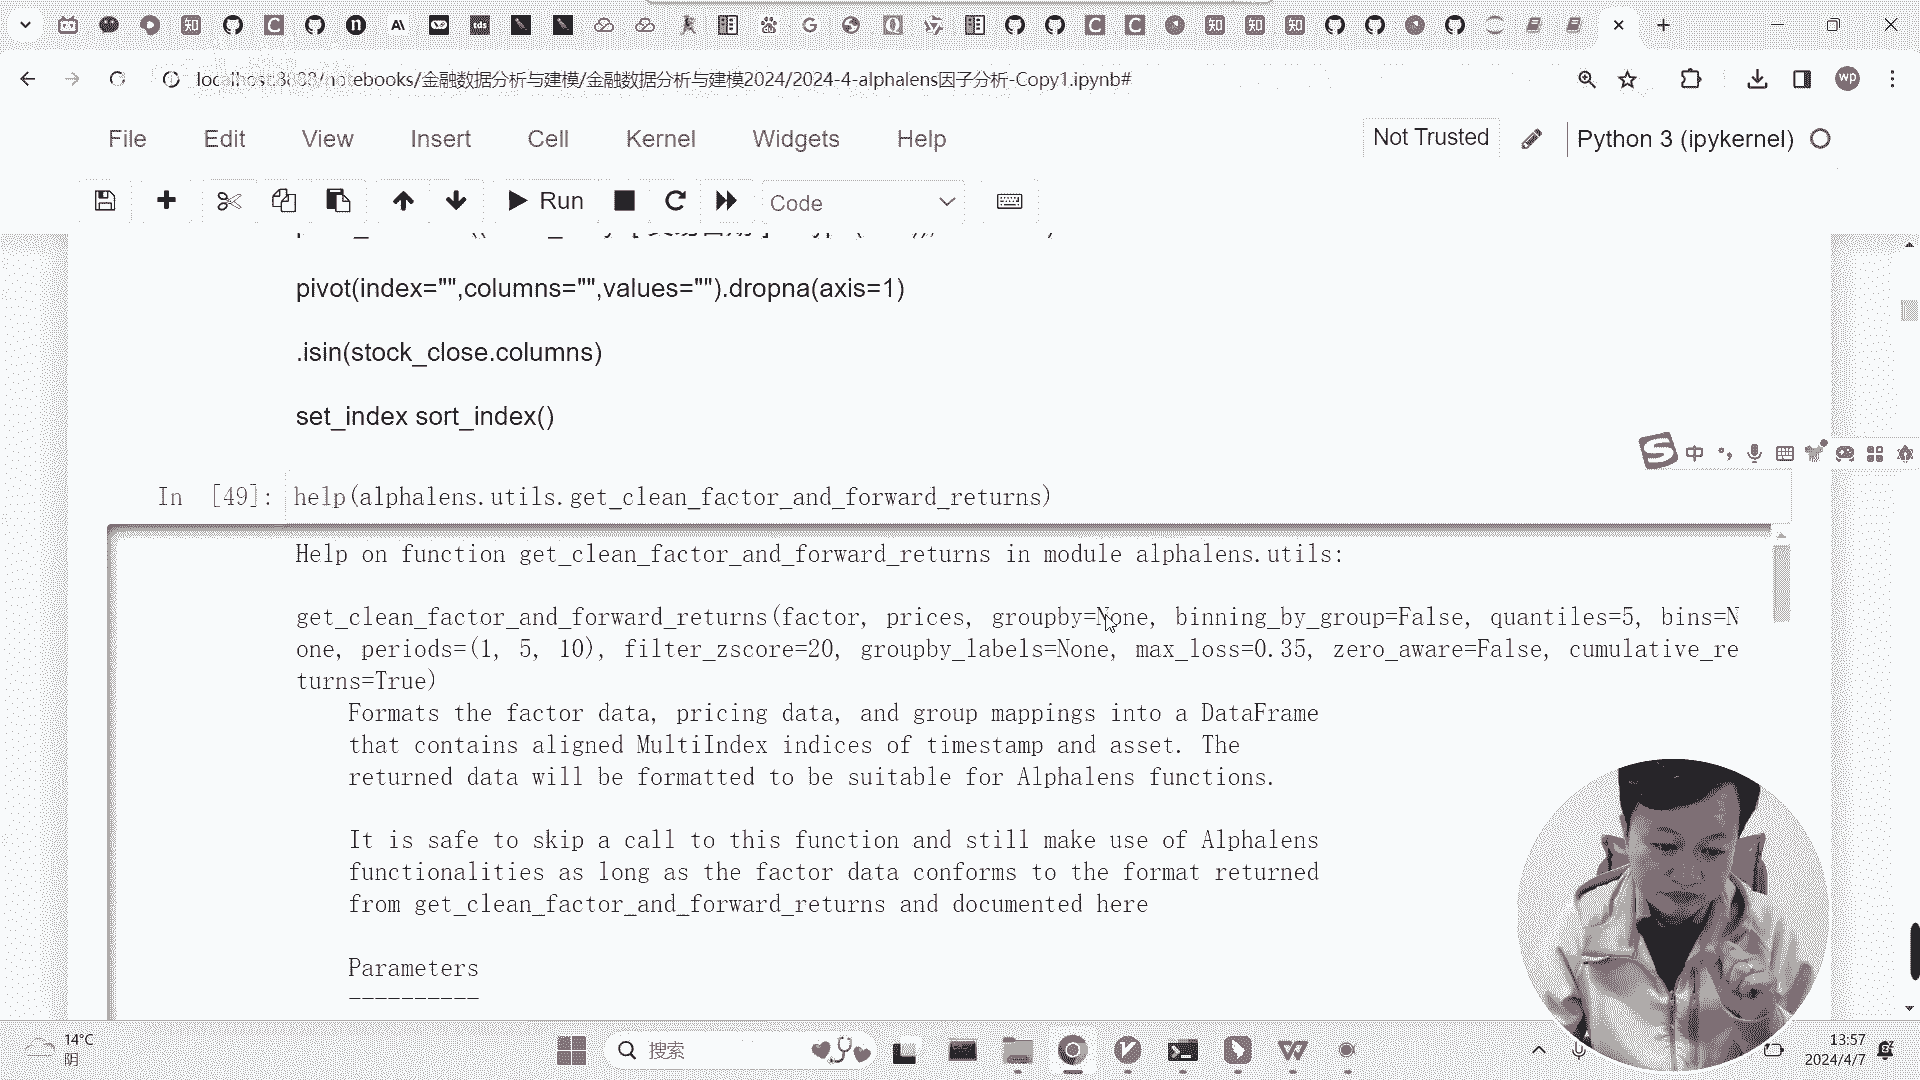 localhost:8888/notebooks/金融数据分析与建模/金融数据分析与建模2024/2024-4-alphalens因子分析-Copy1.ipynb#
wp
File Edit View Insert Cell Kernel Widgets Help
Not Trusted
Python 3 (ipykernel)
Run
Code
pivot(index="",columns="",values="").dropna(axis=1)
.isin(stock_close.columns)
set_index sort_index()
中
In [49]: help(alphalens.utils.get_clean_factor_and_forward_returns)
Help on function get_clean_factor_and_forward_returns in module alphalens.utils:
get_clean_factor_and_forward_returns(factor, prices, groupby=None, binning_by_group=False, quantiles=5, bins=N
one, periods=(1, 5, 10), filter_zscore=20, groupby_labels=None, max_loss=0.35, zero_aware=False, cumulative_re
turns=True)
Formats the factor data, pricing data, and group mappings into a DataFrame
that contains aligned MultiIndex indices of timestamp and asset. The
returned data will be formatted to be suitable for Alphalens functions.
It is safe to skip a call to this function and still make use of Alphalens
functionalities as long as the factor data conforms to the format returned
from get_clean_factor_and_forward_returns and documented here
Parameters
----------
14°C
阴
搜索
13:57
2024/4/7